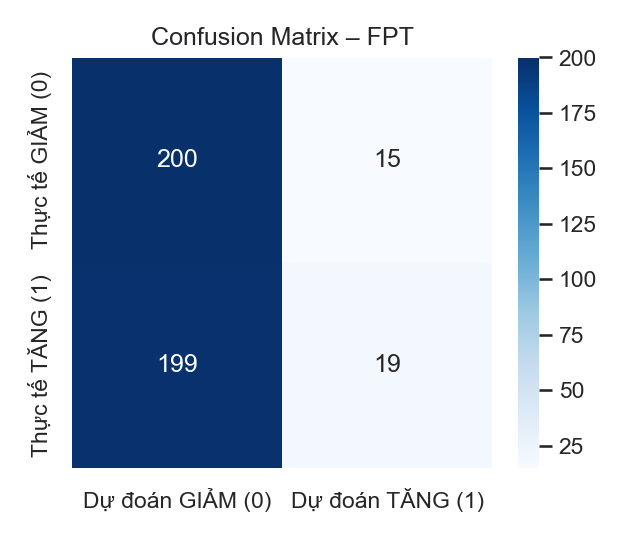 Confusion Matrix – FPT
Thực tế GIẢM (0)
200
15
Thực tế TĂNG (1)
199
19
Dự đoán GIẢM (0)
Dự đoán TĂNG (1)
200
175
150
125
100
75
50
25